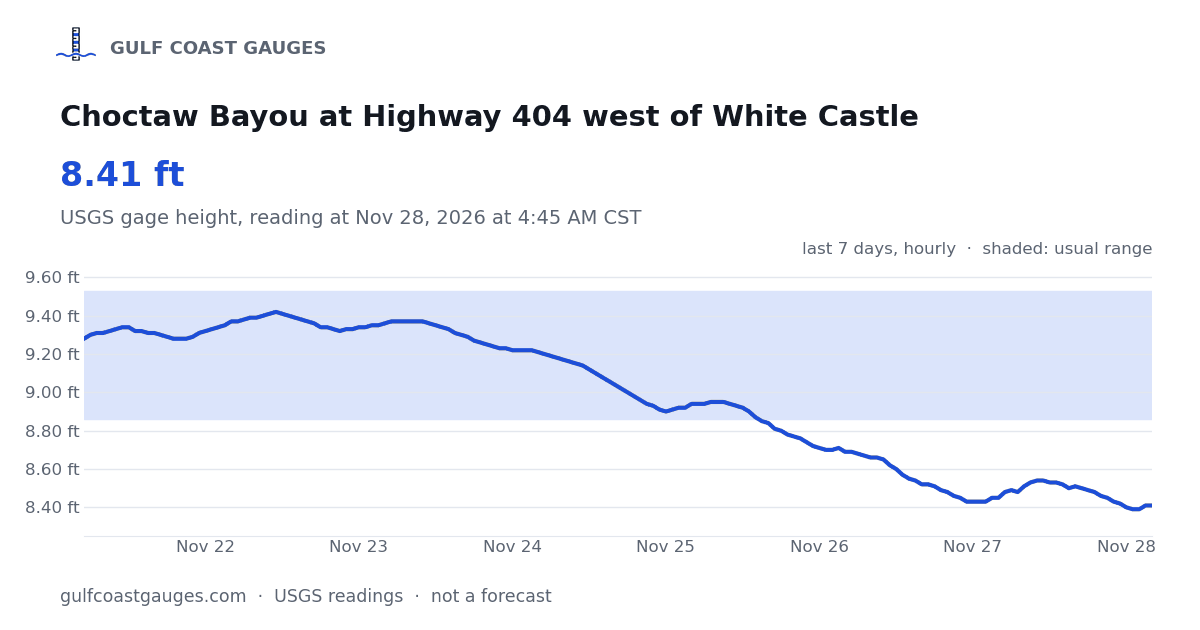 GULF COAST GAUGES
Choctaw Bayou at Highway 404 west of White Castle
8.41 ft
USGS gage height, reading at Nov 28, 2026 at 4:45 AM CST
last 7 days, hourly · shaded: usual range
9.60 ft
9.40 ft
9.20 ft
9.00 ft
8.80 ft
8.60 ft
8.40 ft
Nov 22 Nov 23 Nov 24 Nov 25 Nov 26 Nov 27 Nov 28
gulfcoastgauges.com · USGS readings · not a forecast